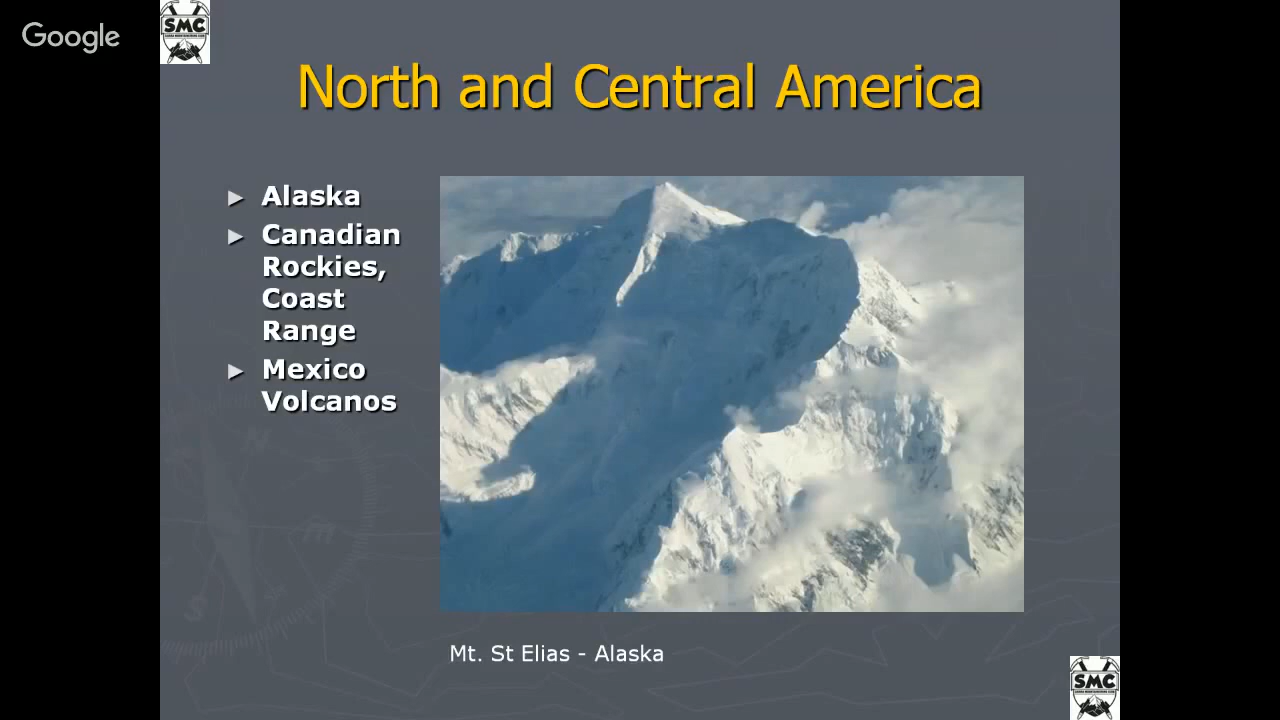 Google
SMC
North and Central America
► Alaska
► Canadian
Rockies,
Coast
Range
► Mexico
Volcanos
Mt. St Elias - Alaska
SMC